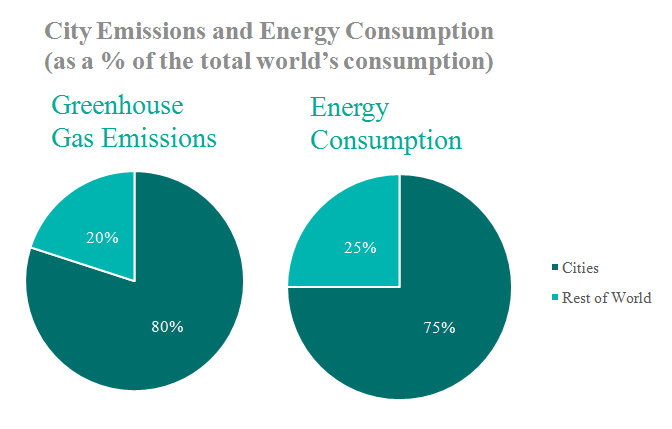 City Emissions and Energy Consumption
(as a % of the total world’s consumption)
Greenhouse
Gas Emissions
20%
80%
Energy
Consumption
25%
75%
Cities
Rest of World